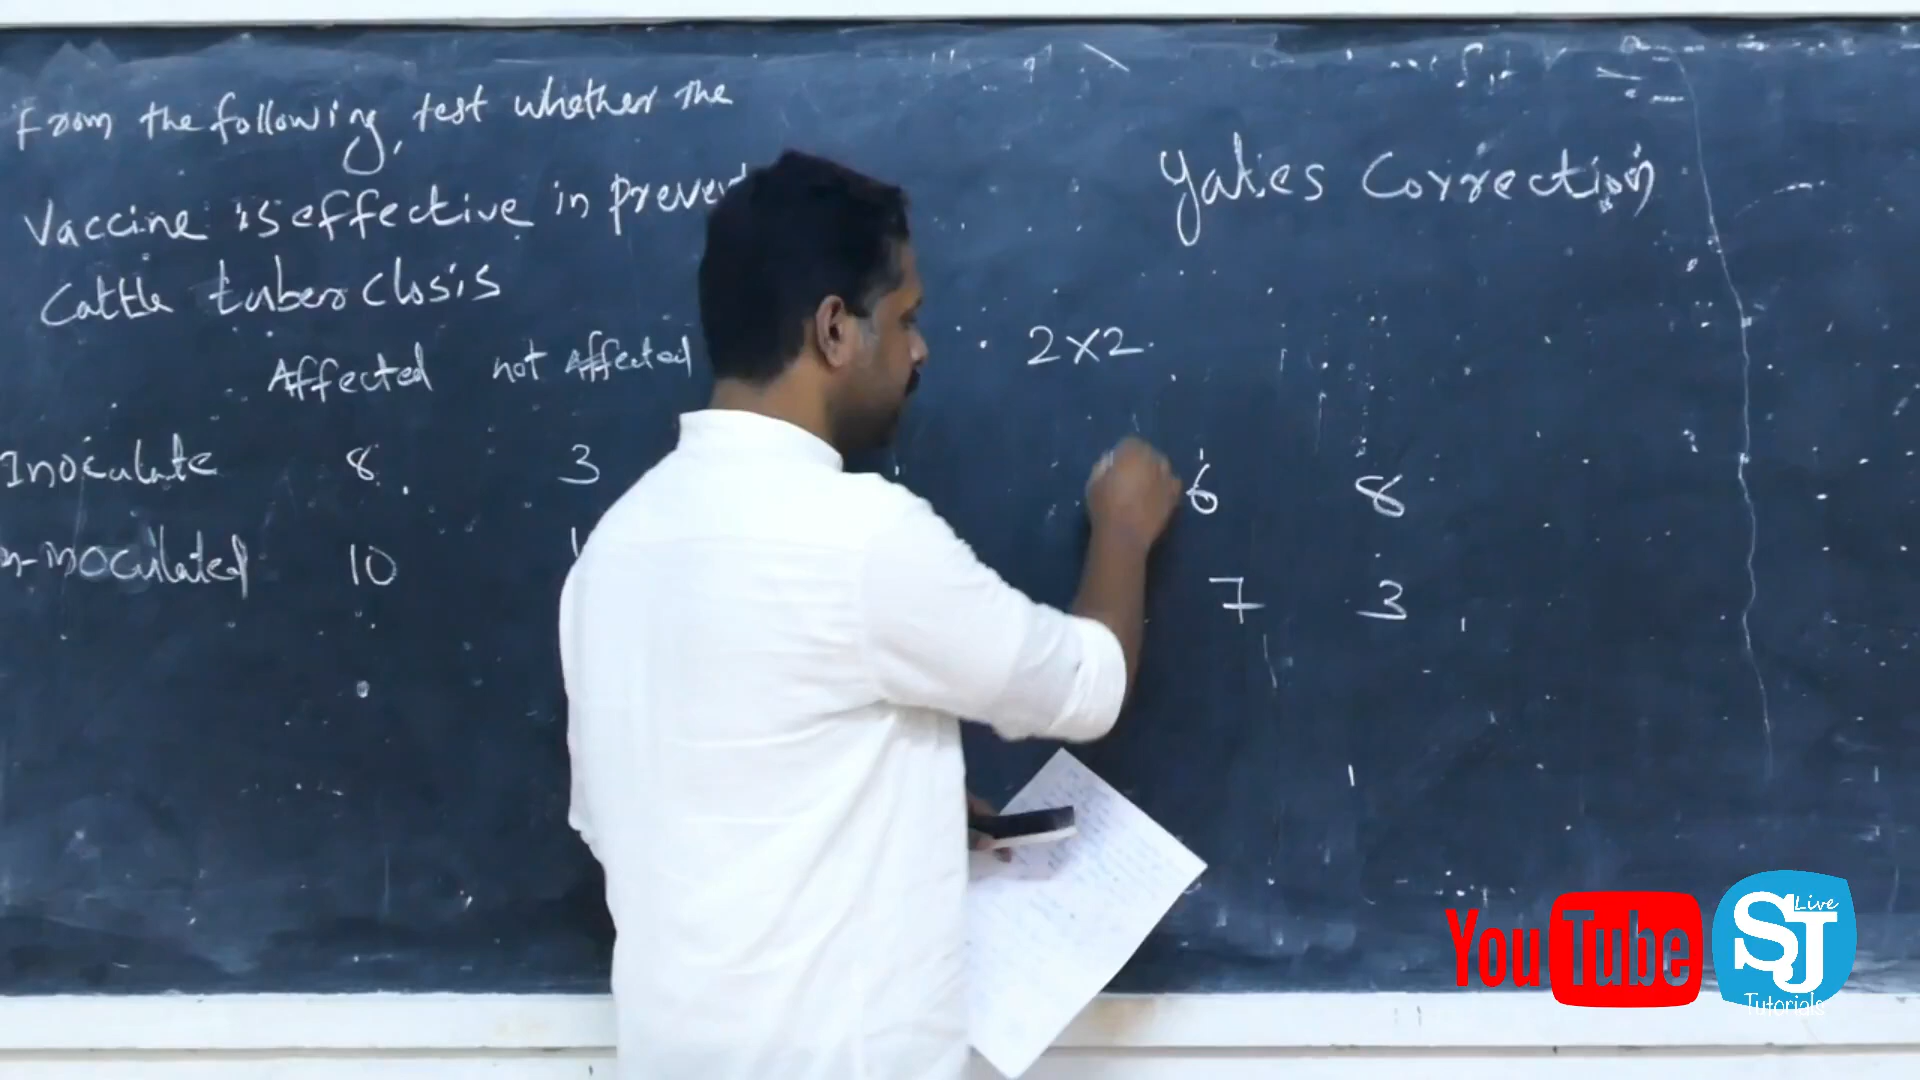 From the following, test whether the
Vaccine is effective in
Cattle tuberclosis
Affected not Affected
Inoculate 8 3
10
Yates Correction
2x2
6 8
7 3
YouTube
SJ Live
Tutorials